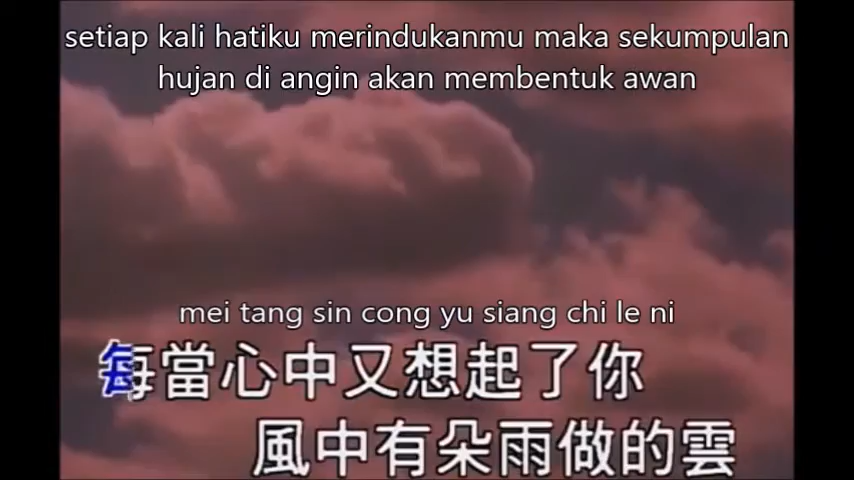 setiap kali hatiku merindukanmu maka sekumpulan
hujan di angin akan membentuk awan
mei tang sin cong yu siang chi le ni
每當心中又想起了你
風中有朵雨做的雲